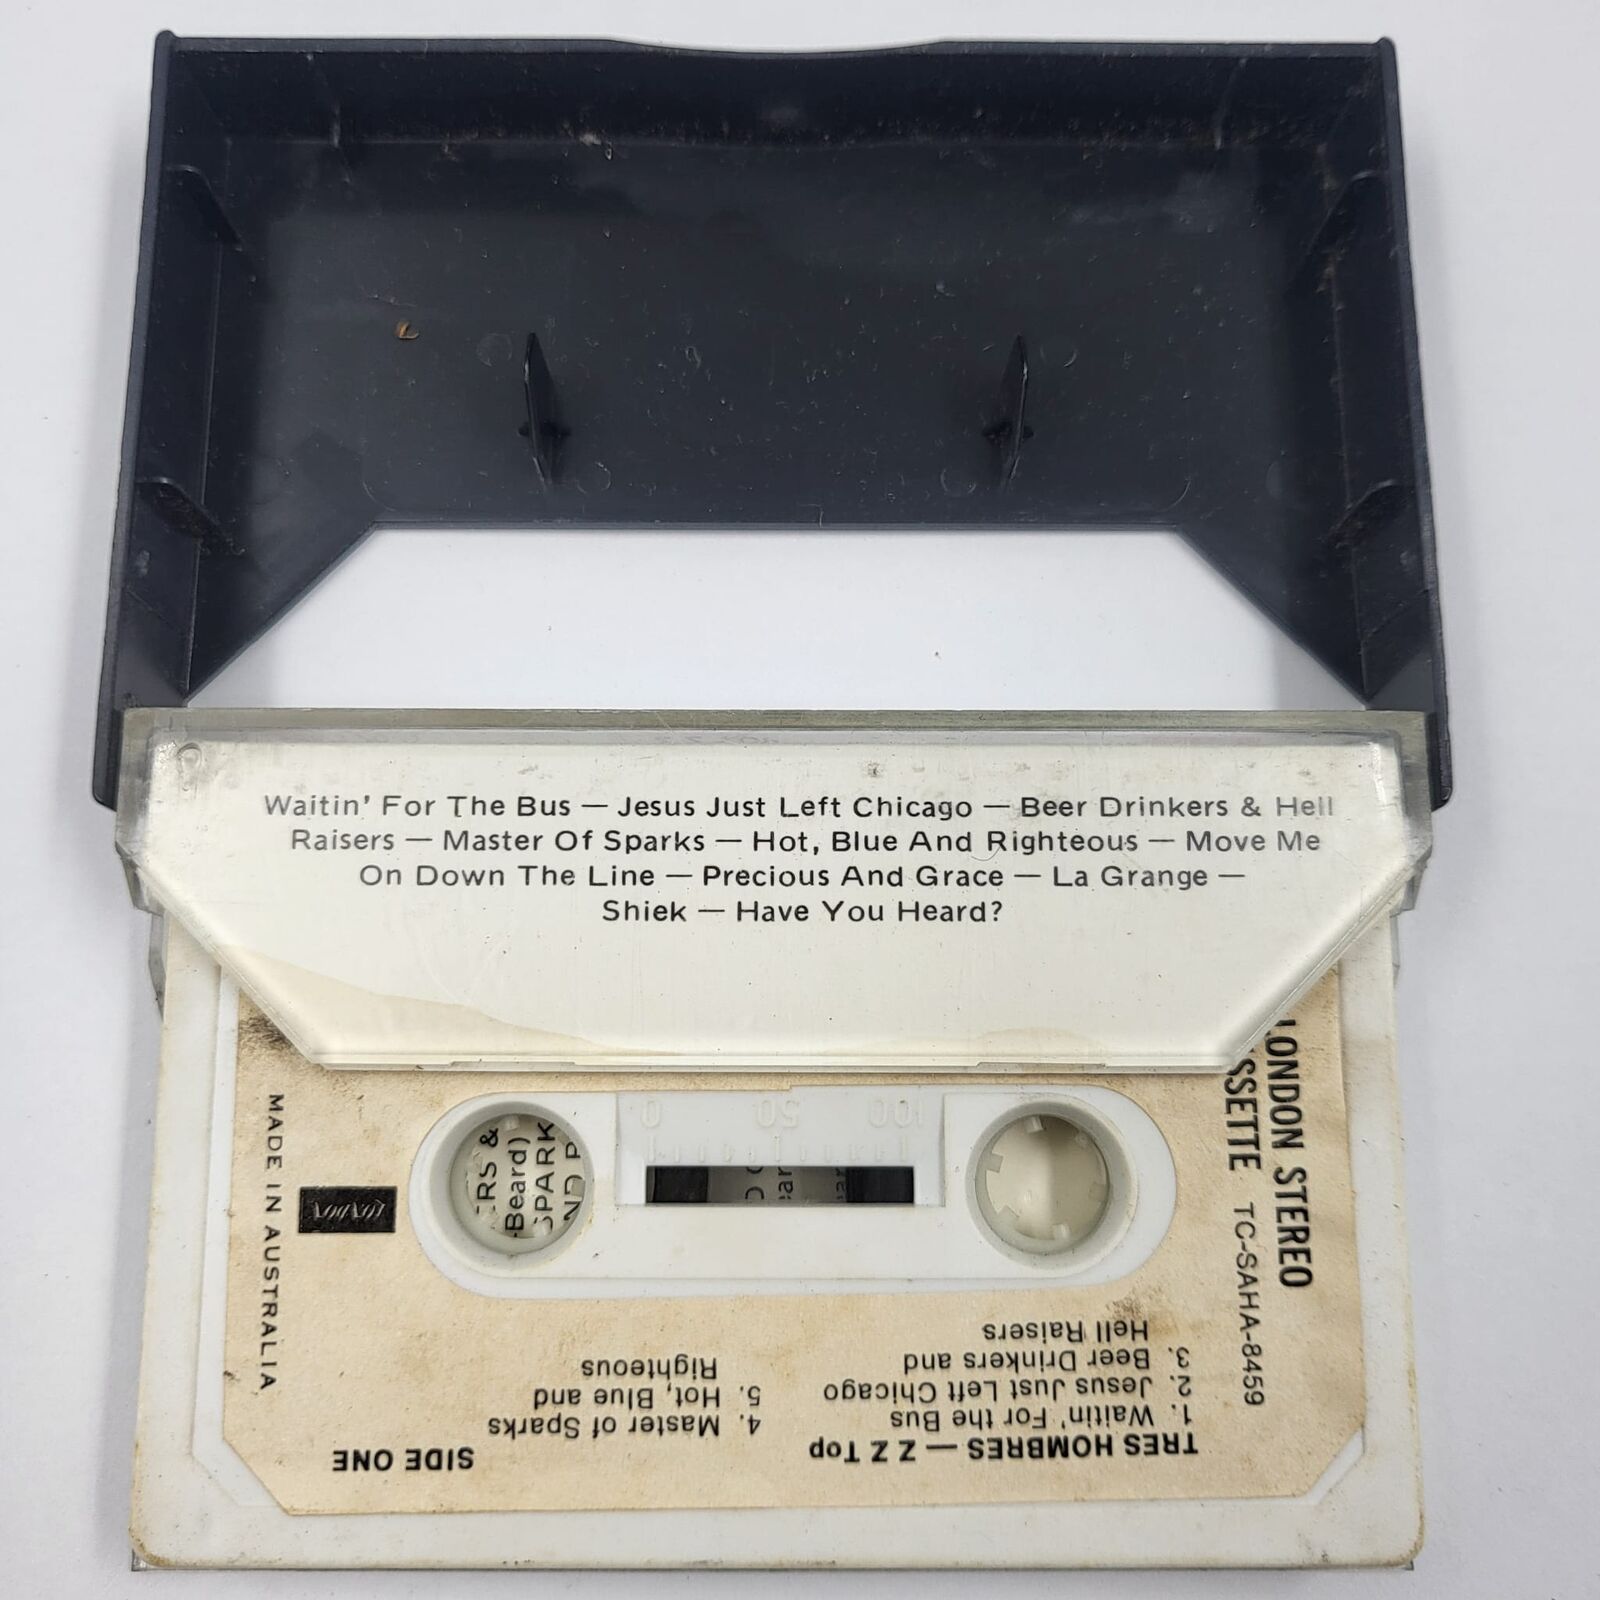 Waitin' For The Bus — Jesus Just Left Chicago — Beer Drinkers & Hell
Raisers — Master Of Sparks — Hot, Blue And Righteous — Move Me
On Down The Line — Precious And Grace — La Grange —
Shiek — Have You Heard?
LONDON STEREO
TC-SAHA-8459
MADE IN AUSTRALIA
LONDON
0 50 100
Beard)
SPARK
TRES HOMBRES — Z Z Top
SIDE ONE
1. Waitin' For the Bus
2. Jesus Just Left Chicago
3. Beer Drinkers and
Hell Raisers
4. Master of Sparks
5. Hot, Blue and
Righteous